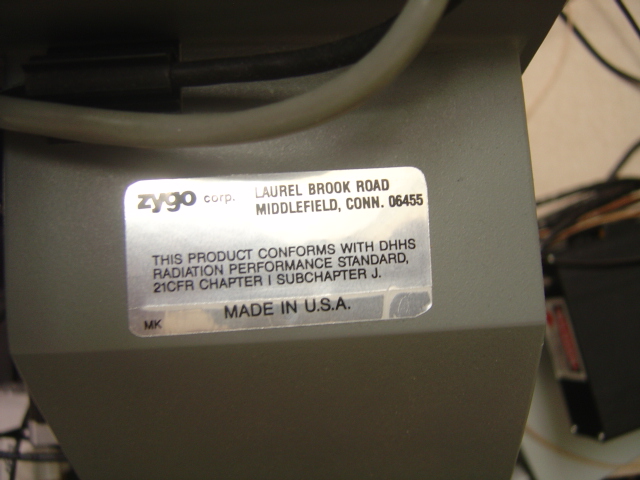 zygo corp. LAUREL BROOK ROAD
MIDDLEFIELD, CONN. 06455
THIS PRODUCT CONFORMS WITH DHHS
RADIATION PERFORMANCE STANDARD,
21CFR CHAPTER I SUBCHAPTER J.
MADE IN U.S.A.
MK